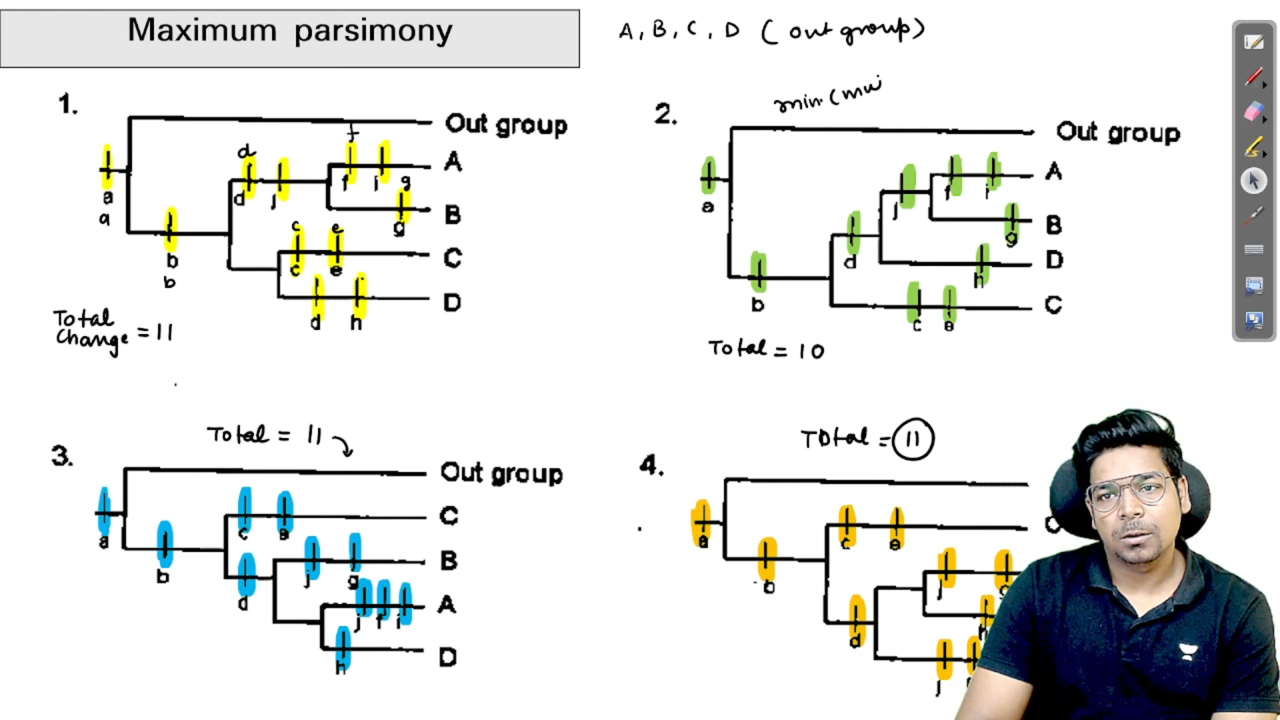 Maximum parsimony
A, B, C, D (out group)
1.
Out group
f
d
A
a
a
d
j
f
i
g
B
g
b
b
c
e
C
c
e
D
d
h
Total
Change = 11
2.
min.
Out group
A
a
j
f
i
B
g
d
D
h
b
C
c
e
Total = 10
Total = 11
3.
Out group
C
a
c
e
B
b
d
j
g
A
j
f
i
D
h
Total = 11
4.
a
c
e
b
j
d
h
j